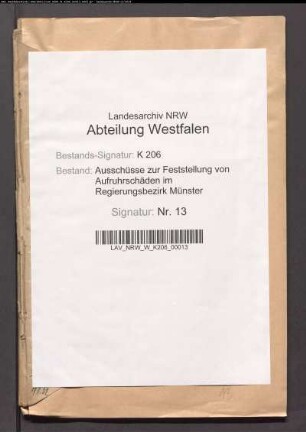 Landesarchiv NRW
Abteilung Westfalen
Bestands-Signatur: K 206
Bestand: Ausschüsse zur Feststellung von
Aufruhrschäden im
Regierungsbezirk Münster
Signatur: Nr. 13
LAV_NRW_W_K206_00013